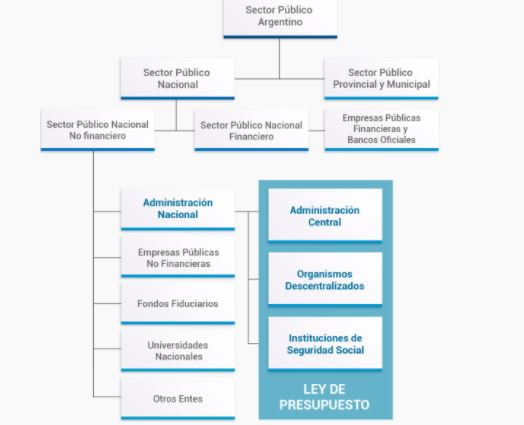 Sector Público
Argentino
Sector Público
Nacional
Sector Público
Provincial y Municipal
Sector Público Nacional
No financiero
Sector Público Nacional
Financiero
Empresas Públicas
Financieras y
Bancos Oficiales
Administración
Nacional
Empresas Públicas
No Financieras
Fondos Fiduciarios
Universidades
Nacionales
Otros Entes
Administración
Central
Organismos
Descentralizados
Instituciones de
Seguridad Social
LEY DE
PRESUPUESTO